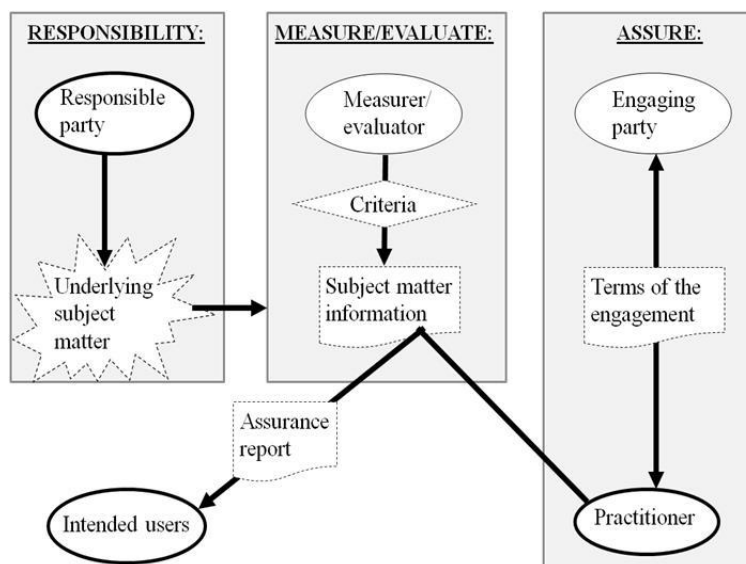 RESPONSIBILITY:
Responsible
party
Underlying
subject
matter
MEASURE/EVALUATE:
Measurer/
evaluator
Criteria
Subject matter
information
ASSURE:
Engaging
party
Terms of the
engagement
Practitioner
Assurance
report
Intended users